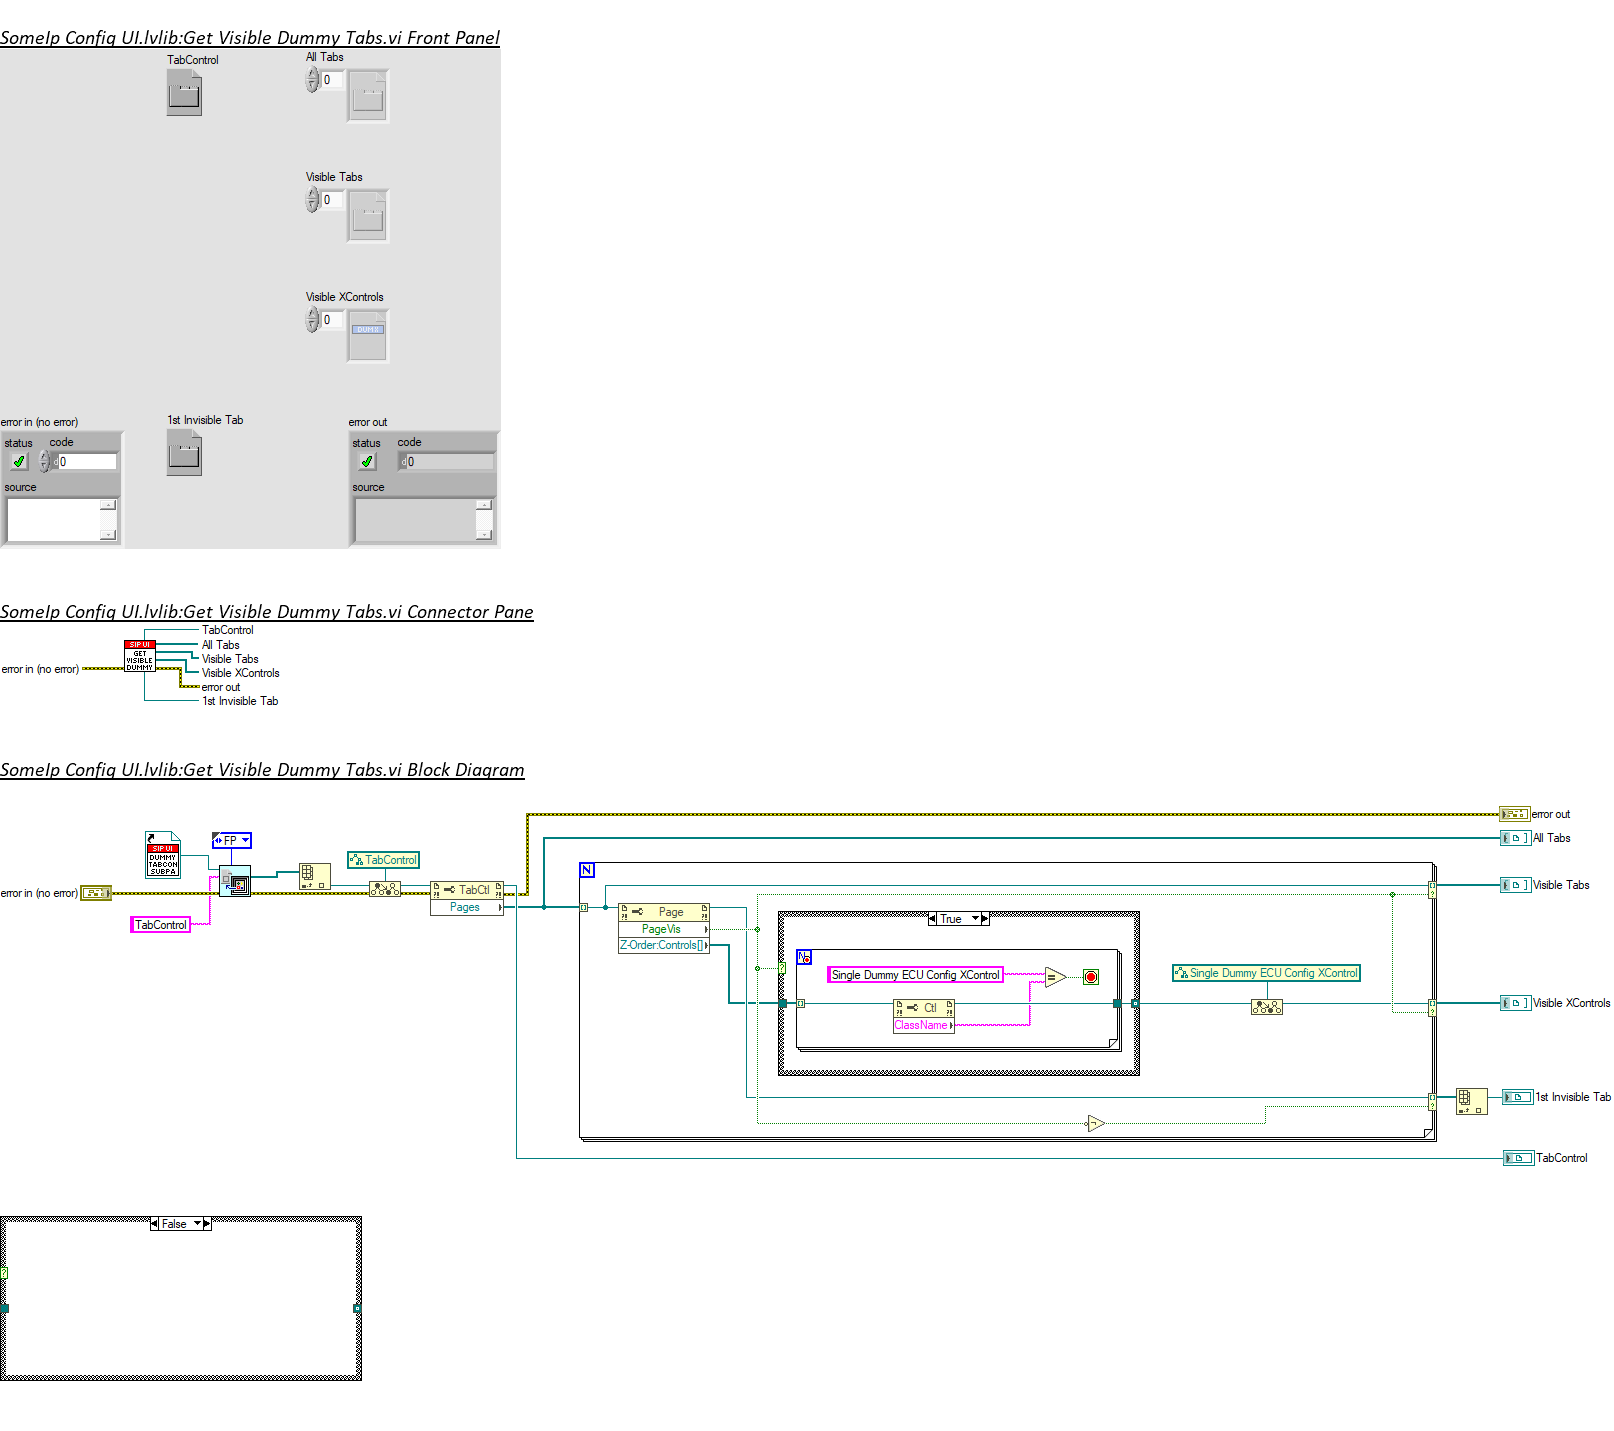 SomeIp Config UI.lvlib:Get Visible Dummy Tabs.vi Front Panel
TabControl
All Tabs
0
Visible Tabs
0
Visible XControls
0
DUMX
error in (no error)
status
code
d0
source
1st Invisible Tab
error out
status
code
d0
source
SomeIp Config UI.lvlib:Get Visible Dummy Tabs.vi Connector Pane
SIP UI
GET
VISIBLE
DUMMY
error in (no error)
TabControl
All Tabs
Visible Tabs
Visible XControls
error out
1st Invisible Tab
SomeIp Config UI.lvlib:Get Visible Dummy Tabs.vi Block Diagram
SIP UI
DUMMY
TABCON
SUBPA
FP
error in (no error)
TabControl
TabControl
TabCtl
Pages
N
Page
PageVis
Z-Order:Controls[]
True
N
Single Dummy ECU Config XControl
=
Ctl
ClassName
Single Dummy ECU Config XControl
error out
All Tabs
Visible Tabs
Visible XControls
1st Invisible Tab
TabControl
False